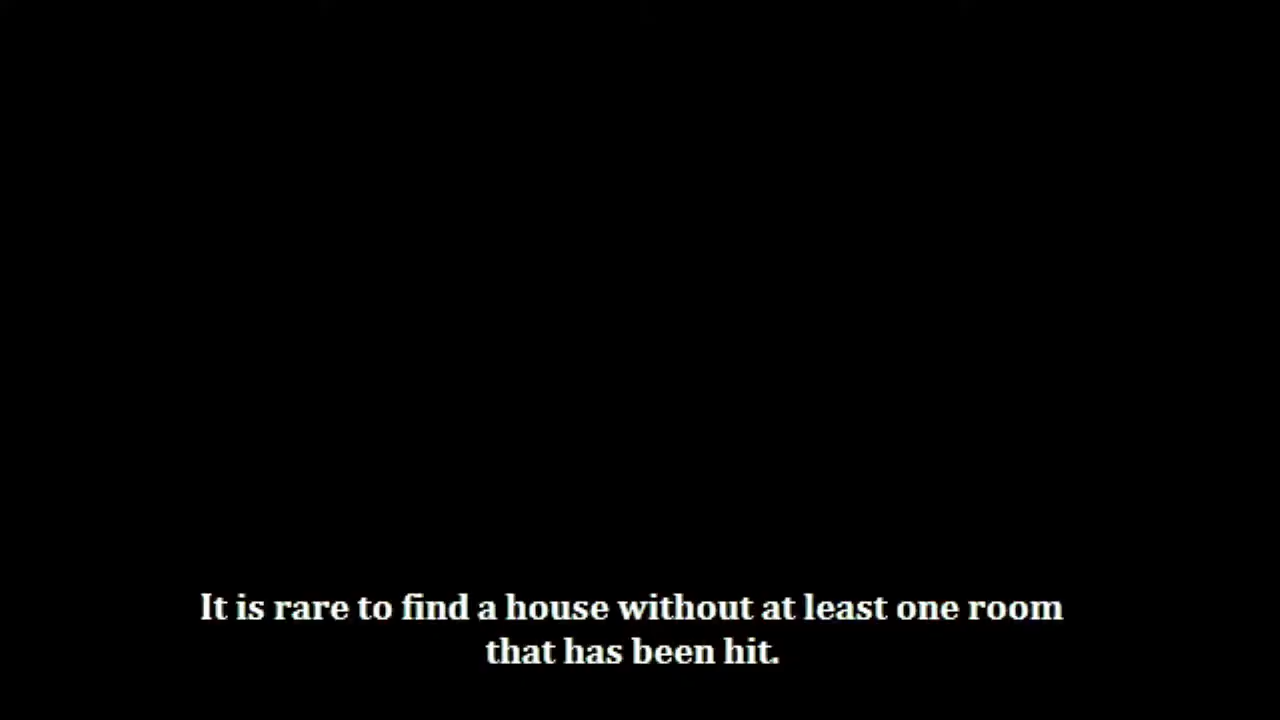 It is rare to find a house without at least one room
that has been hit.